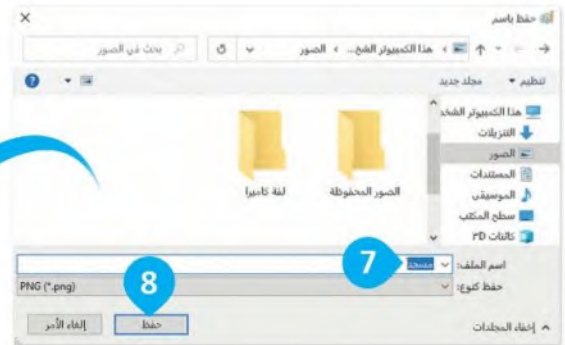 حفظ باسم
هذا الكمبيوتر الشخ... › الصور
بحث في الصور
تنظيم
مجلد جديد
هذا الكمبيوتر الشخص
التنزيلات
الصور
المستندات
الموسيقى
سطح المكتب
كائنات 3D
الصور المحفوظة
لفة كاميرا
اسم الملف:
7
حفظ كنوع:
PNG (*.png)
8
إخفاء المجلدات
حفظ
إلغاء الأمر